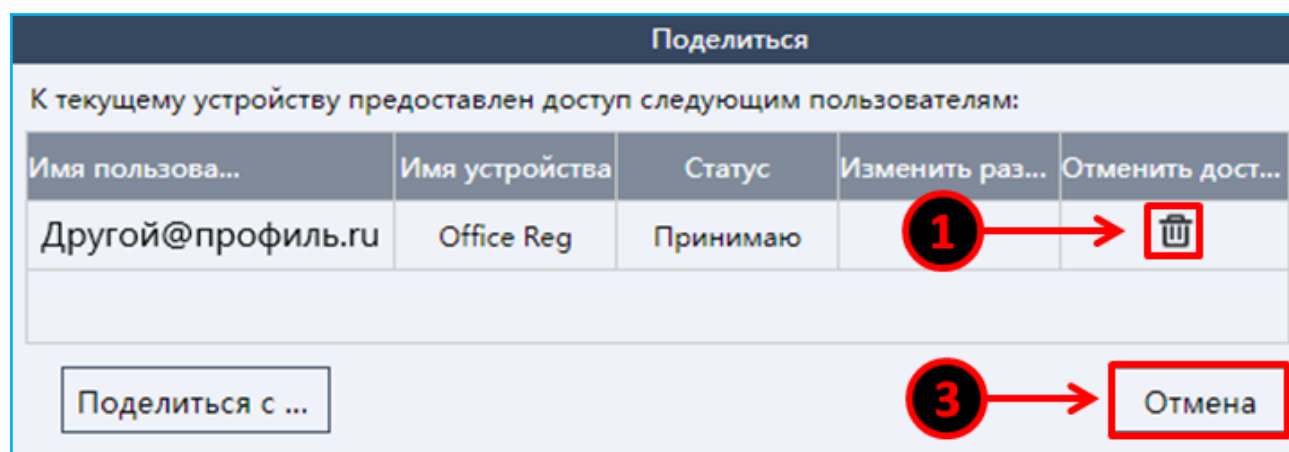 Поделиться
К текущему устройству предоставлен доступ следующим пользователям:
Имя пользова... Имя устройства Статус Изменить раз... Отменить дост...
Другой@профиль.ru Office Reg Принимаю 1
Поделиться с ... 3 Отмена